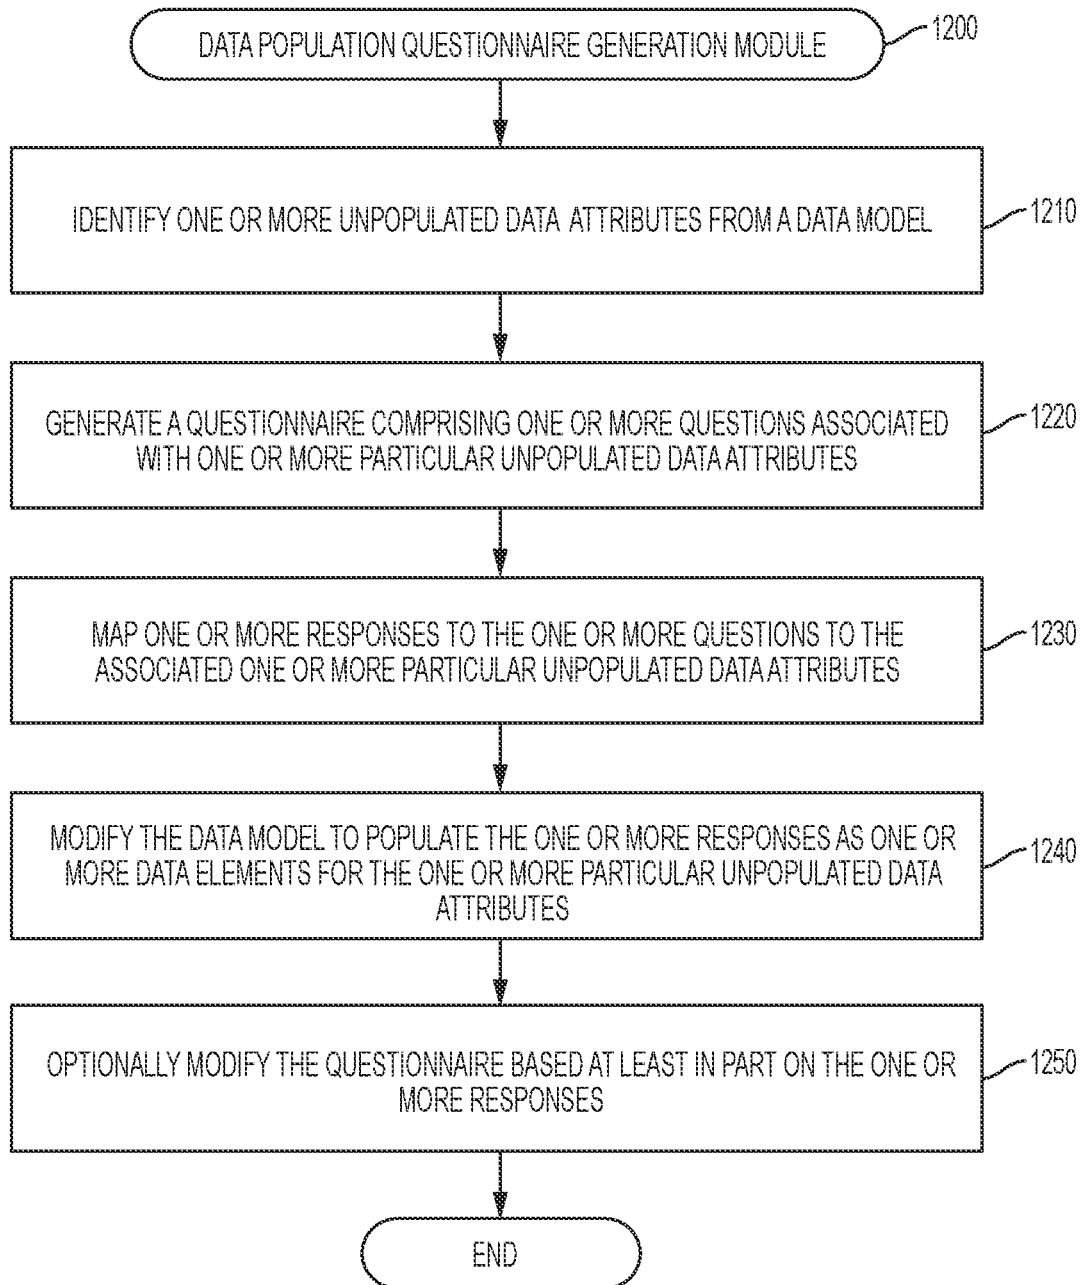 DATA POPULATION QUESTIONNAIRE GENERATION MODULE
1200
IDENTIFY ONE OR MORE UNPOPULATED DATA ATTRIBUTES FROM A DATA MODEL
1210
GENERATE A QUESTIONNAIRE COMPRISING ONE OR MORE QUESTIONS ASSOCIATED
WITH ONE OR MORE PARTICULAR UNPOPULATED DATA ATTRIBUTES
1220
MAP ONE OR MORE RESPONSES TO THE ONE OR MORE QUESTIONS TO THE
ASSOCIATED ONE OR MORE PARTICULAR UNPOPULATED DATA ATTRIBUTES
1230
MODIFY THE DATA MODEL TO POPULATE THE ONE OR MORE RESPONSES AS ONE OR
MORE DATA ELEMENTS FOR THE ONE OR MORE PARTICULAR UNPOPULATED DATA
ATTRIBUTES
1240
OPTIONALLY MODIFY THE QUESTIONNAIRE BASED AT LEAST IN PART ON THE ONE OR
MORE RESPONSES
1250
END